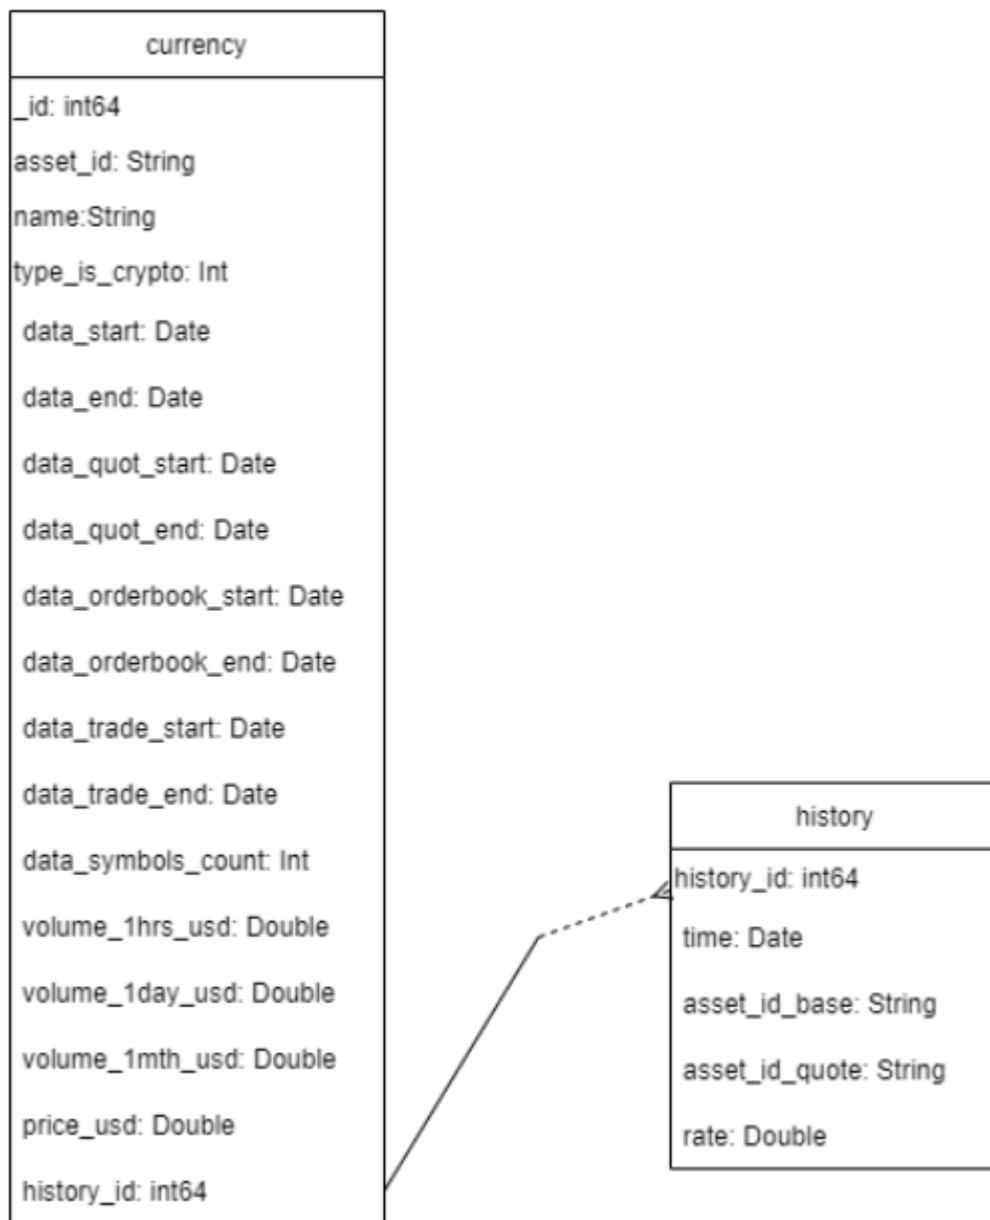 currency
_id: int64
asset_id: String
name:String
type_is_crypto: Int
data_start: Date
data_end: Date
data_quot_start: Date
data_quot_end: Date
data_orderbook_start: Date
data_orderbook_end: Date
data_trade_start: Date
data_trade_end: Date
data_symbols_count: Int
volume_1hrs_usd: Double
volume_1day_usd: Double
volume_1mth_usd: Double
price_usd: Double
history_id: int64
history
history_id: int64
time: Date
asset_id_base: String
asset_id_quote: String
rate: Double